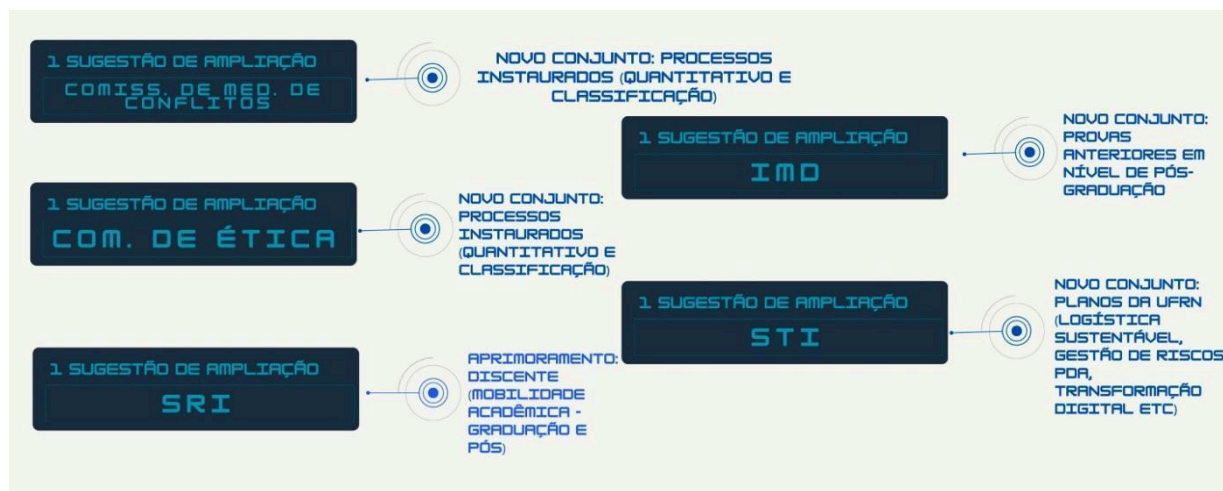 1 SUGESTÃO DE AMPLIAÇÃO
COMISS. DE MED. DE
CONFLITOS
NOVO CONJUNTO: PROCESSOS
INSTAURADOS (QUANTITATIVO E
CLASSIFICAÇÃO)
1 SUGESTÃO DE AMPLIAÇÃO
IMD
NOVO CONJUNTO:
PROVAS
ANTERIORES EM
NÍVEL DE PÓS-
GRADUAÇÃO
1 SUGESTÃO DE AMPLIAÇÃO
COM. DE ÉTICA
NOVO CONJUNTO:
PROCESSOS
INSTAURADOS
(QUANTITATIVO E
CLASSIFICAÇÃO)
1 SUGESTÃO DE AMPLIAÇÃO
STI
NOVO CONJUNTO:
PLANOS DA UFRN
(LOGÍSTICA
SUSTENTÁVEL,
GESTÃO DE RISCOS
PDA,
TRANSFORMAÇÃO
DIGITAL ETC)
1 SUGESTÃO DE AMPLIAÇÃO
SRI
APRIMORAMENTO:
DISCENTE
(MOBILIDADE
ACADÊMICA -
GRADUAÇÃO E
PÓS)